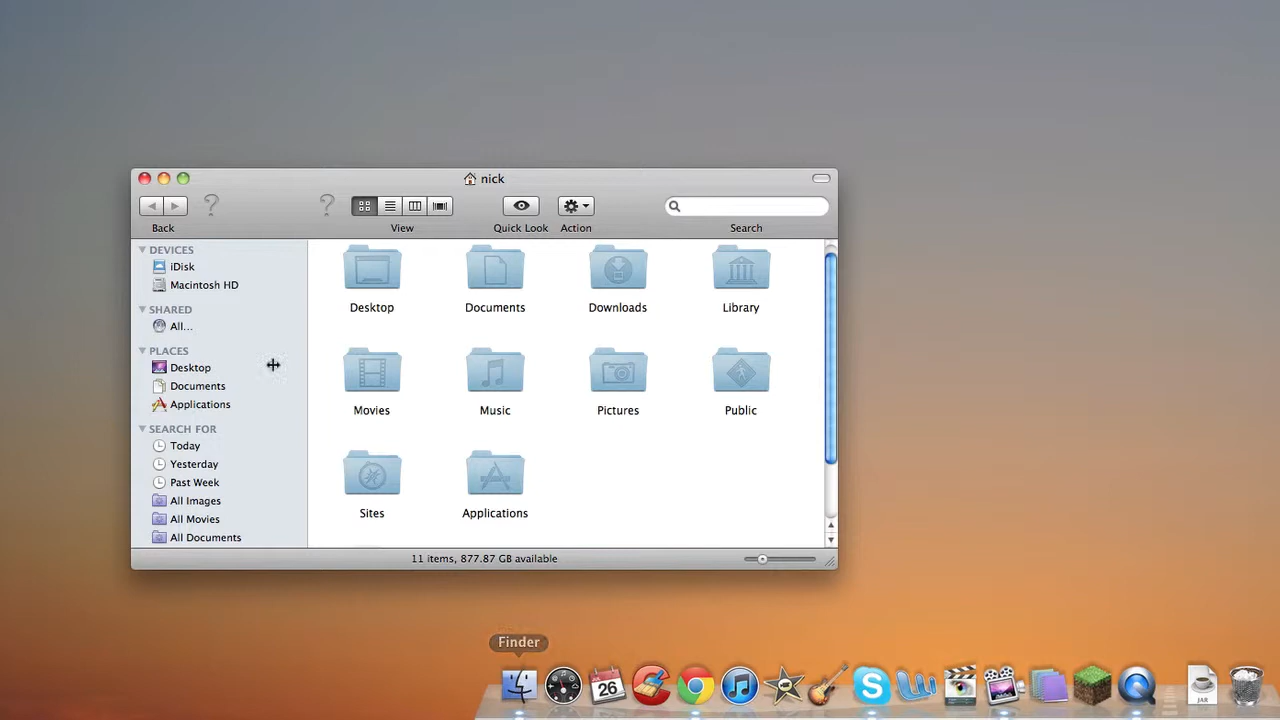 nick
Back
View
Quick Look
Action
Search
DEVICES
iDisk
Macintosh HD
SHARED
All...
PLACES
Desktop
Documents
Applications
SEARCH FOR
Today
Yesterday
Past Week
All Images
All Movies
All Documents
Desktop
Documents
Downloads
Library
Movies
Music
Pictures
Public
Sites
Applications
11 items, 877.87 GB available
Finder
26
JAR